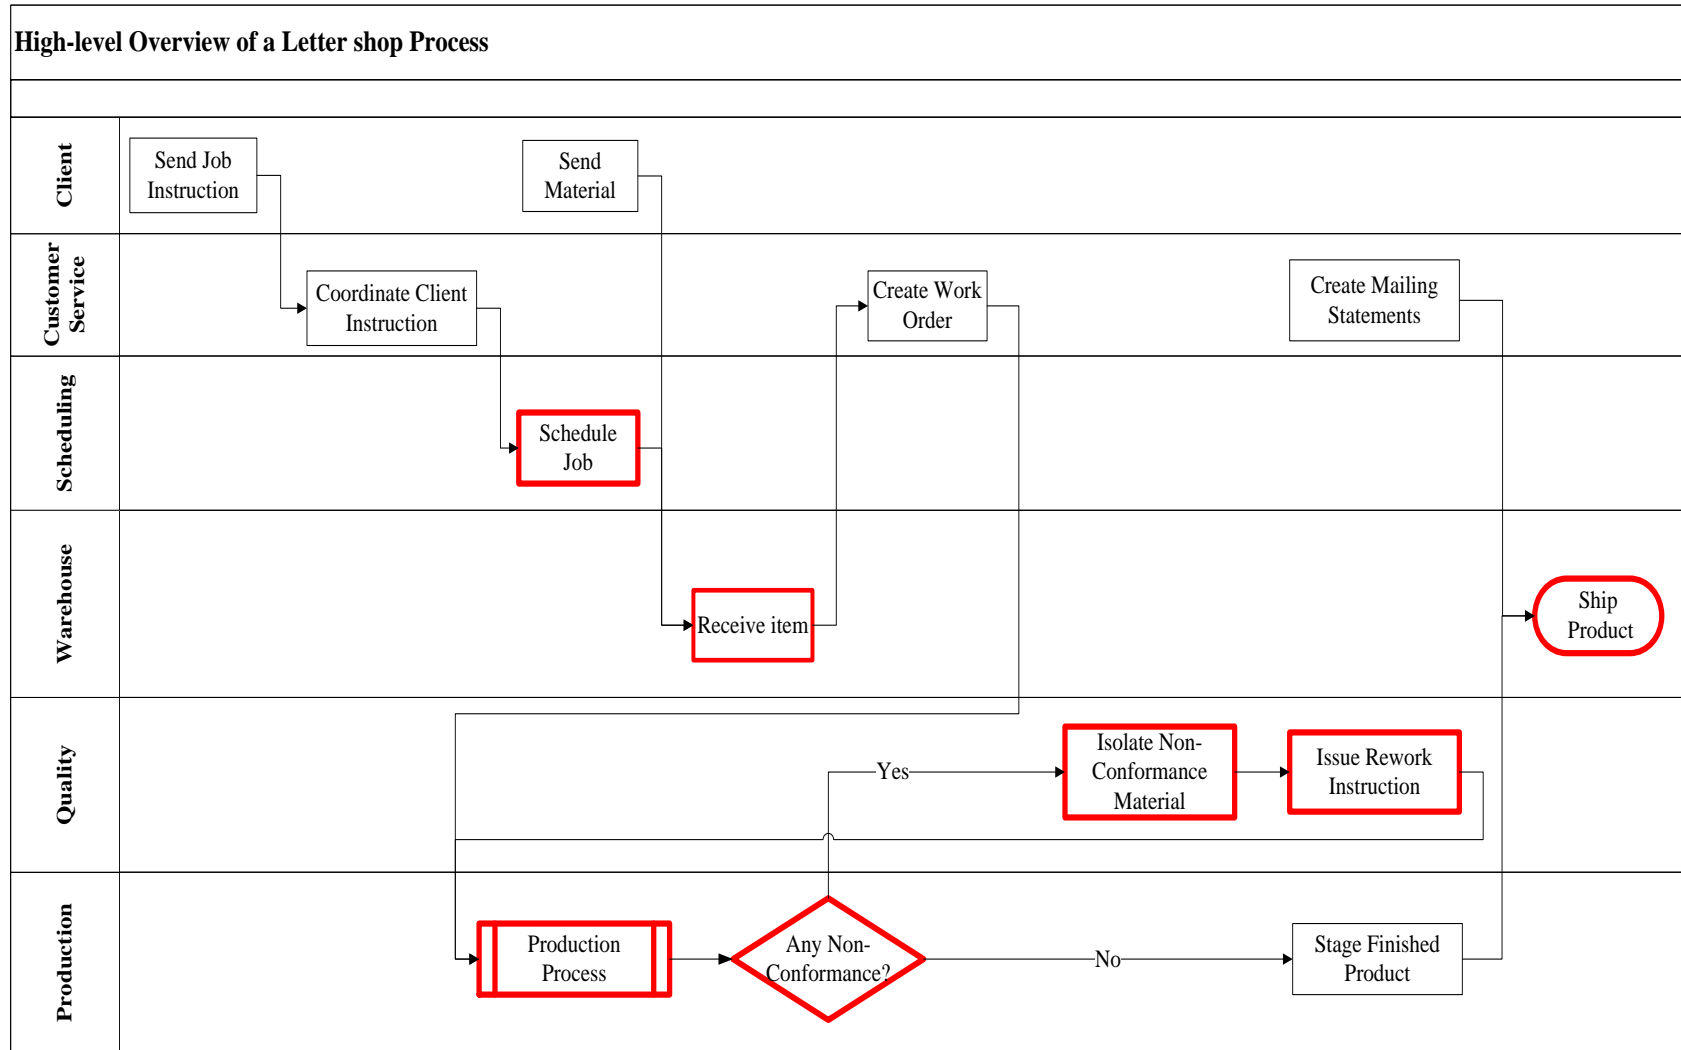 High-level Overview of a Letter shop Process
Client
Send Job
Instruction
Send
Material
Customer
Service
Coordinate Client
Instruction
Create Work
Order
Create Mailing
Statements
Scheduling
Schedule
Job
Warehouse
Receive item
Ship
Product
Quality
Yes
Isolate Non-
Conformance
Material
Issue Rework
Instruction
Production
Production
Process
Any Non-
Conformance?
No
Stage Finished
Product